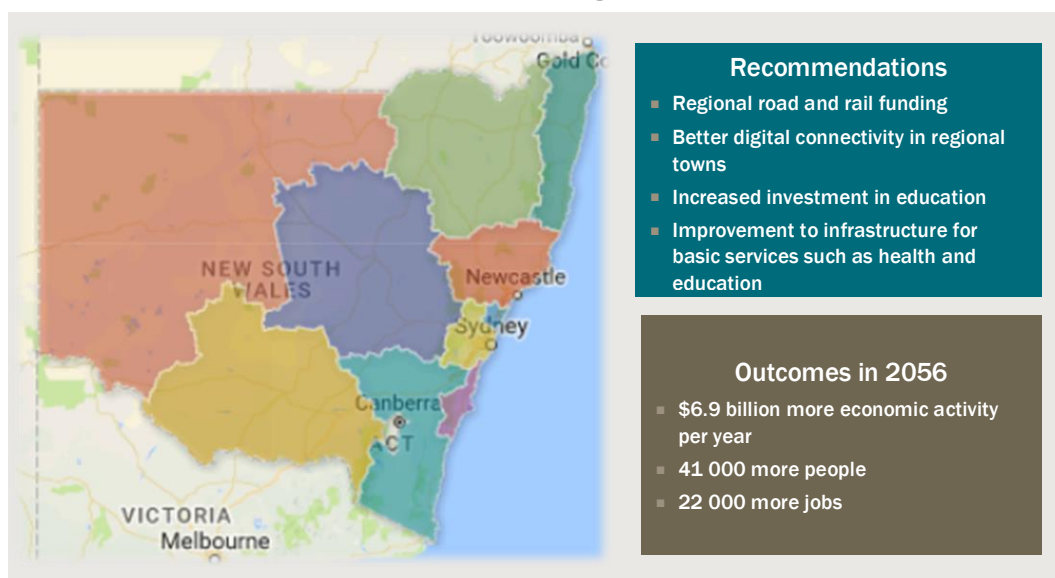 Toowoomba
Gold Co
NEW SOUTH
WALES
Newcastle
Sydney
Canberra
ACT
VICTORIA
Melbourne
Recommendations
Regional road and rail funding
Better digital connectivity in regional
towns
Increased investment in education
Improvement to infrastructure for
basic services such as health and
education
Outcomes in 2056
$6.9 billion more economic activity
per year
41 000 more people
22 000 more jobs